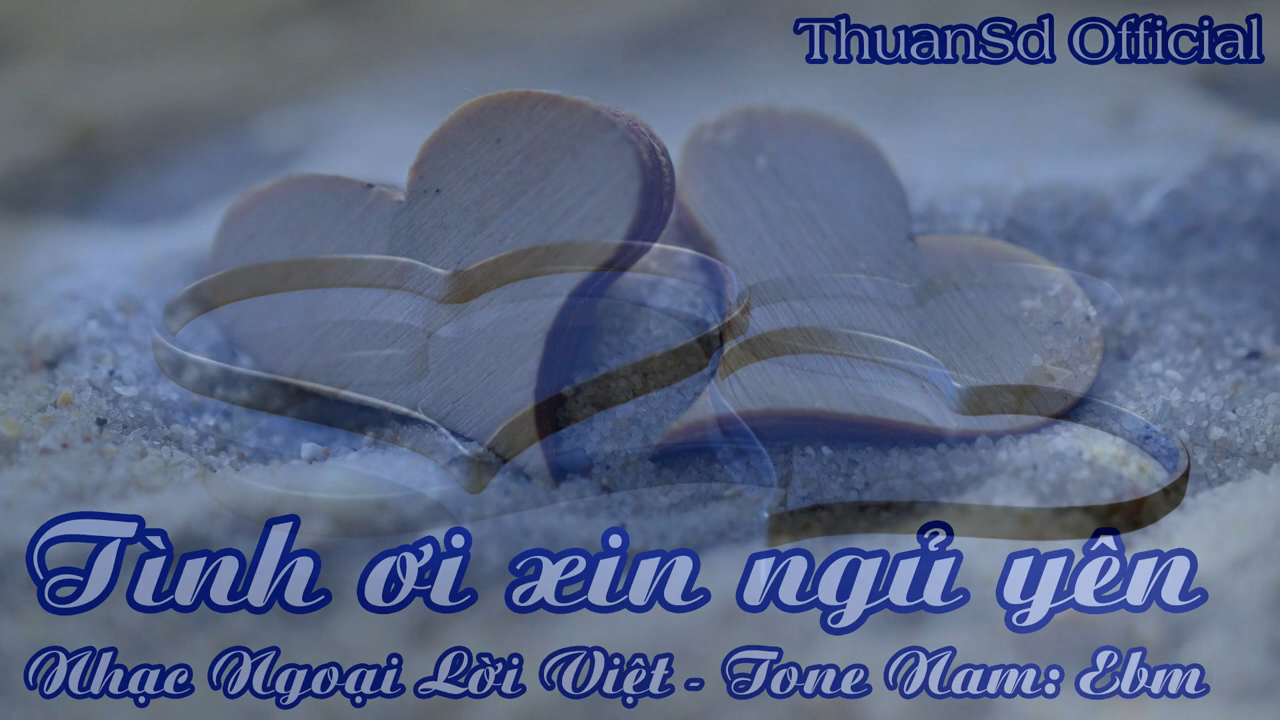 ThuanSd Official
Tình ơi xin ngủ yên
Nhạc Ngoại Lời Việt - Tone Nam: Ebm